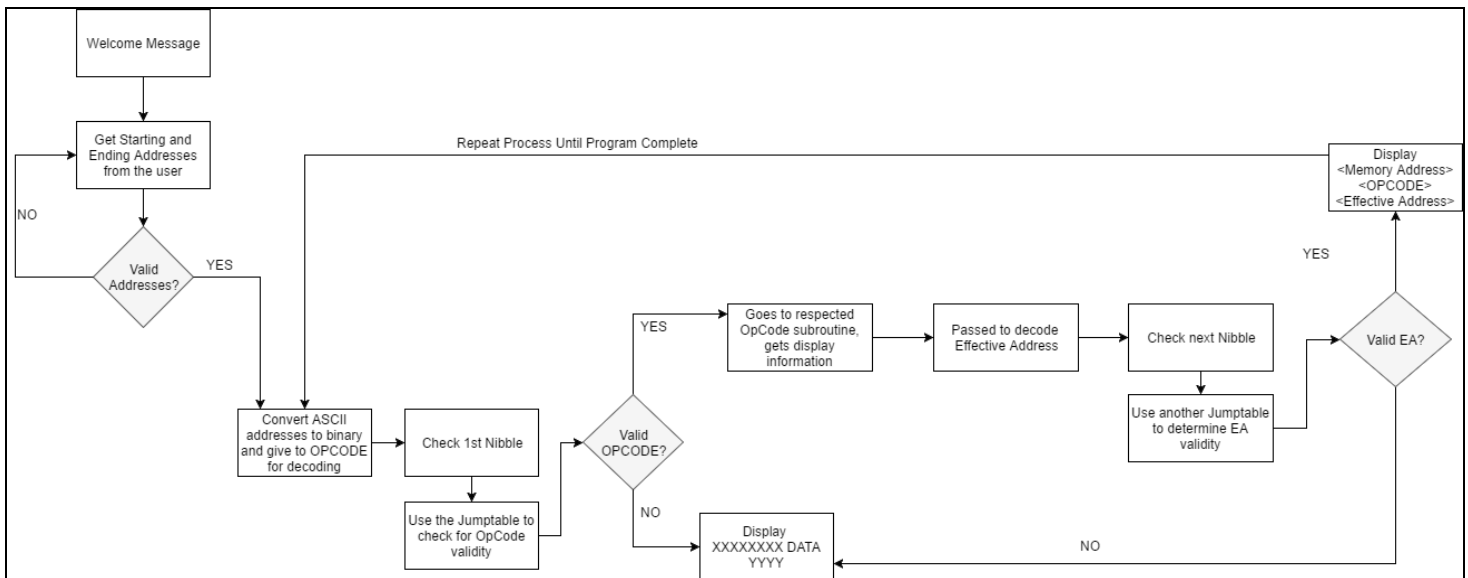 Welcome Message
Get Starting and
Ending Addresses
from the user
NO
Valid
Addresses?
YES
Repeat Process Until Program Complete
Convert ASCII
addresses to binary
and give to OPCODE
for decoding
Check 1st Nibble
Use the Jumptable to
check for OpCode
validity
Valid
OPCODE?
YES
NO
Goes to respected
OpCode subroutine,
gets display
information
Passed to decode
Effective Address
Check next Nibble
Use another Jumptable
to determine EA
validity
Valid EA?
YES
NO
Display
<Memory Address>
<OPCODE>
<Effective Address>
Display
XXXXXXXX DATA
YYYY